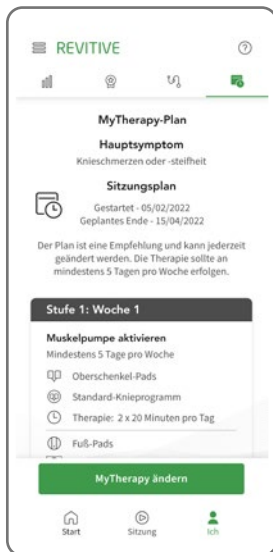 REVITIVE
MyTherapy-Plan
Hauptsymptom
Knieschmerzen oder -steifheit
Sitzungsplan
Gestartet - 05/02/2022
Geplantes Ende - 15/04/2022
Der Plan ist eine Empfehlung und kann jederzeit
geändert werden. Die Therapie sollte an
mindestens 5 Tagen pro Woche erfolgen.
Stufe 1: Woche 1
Muskelpumpe aktivieren
Mindestens 5 Tage pro Woche
Oberschenkel-Pads
Standard-Knieprogramm
Therapie: 2 x 20 Minuten pro Tag
Fuß-Pads
MyTherapy ändern
Start
Sitzung
Ich